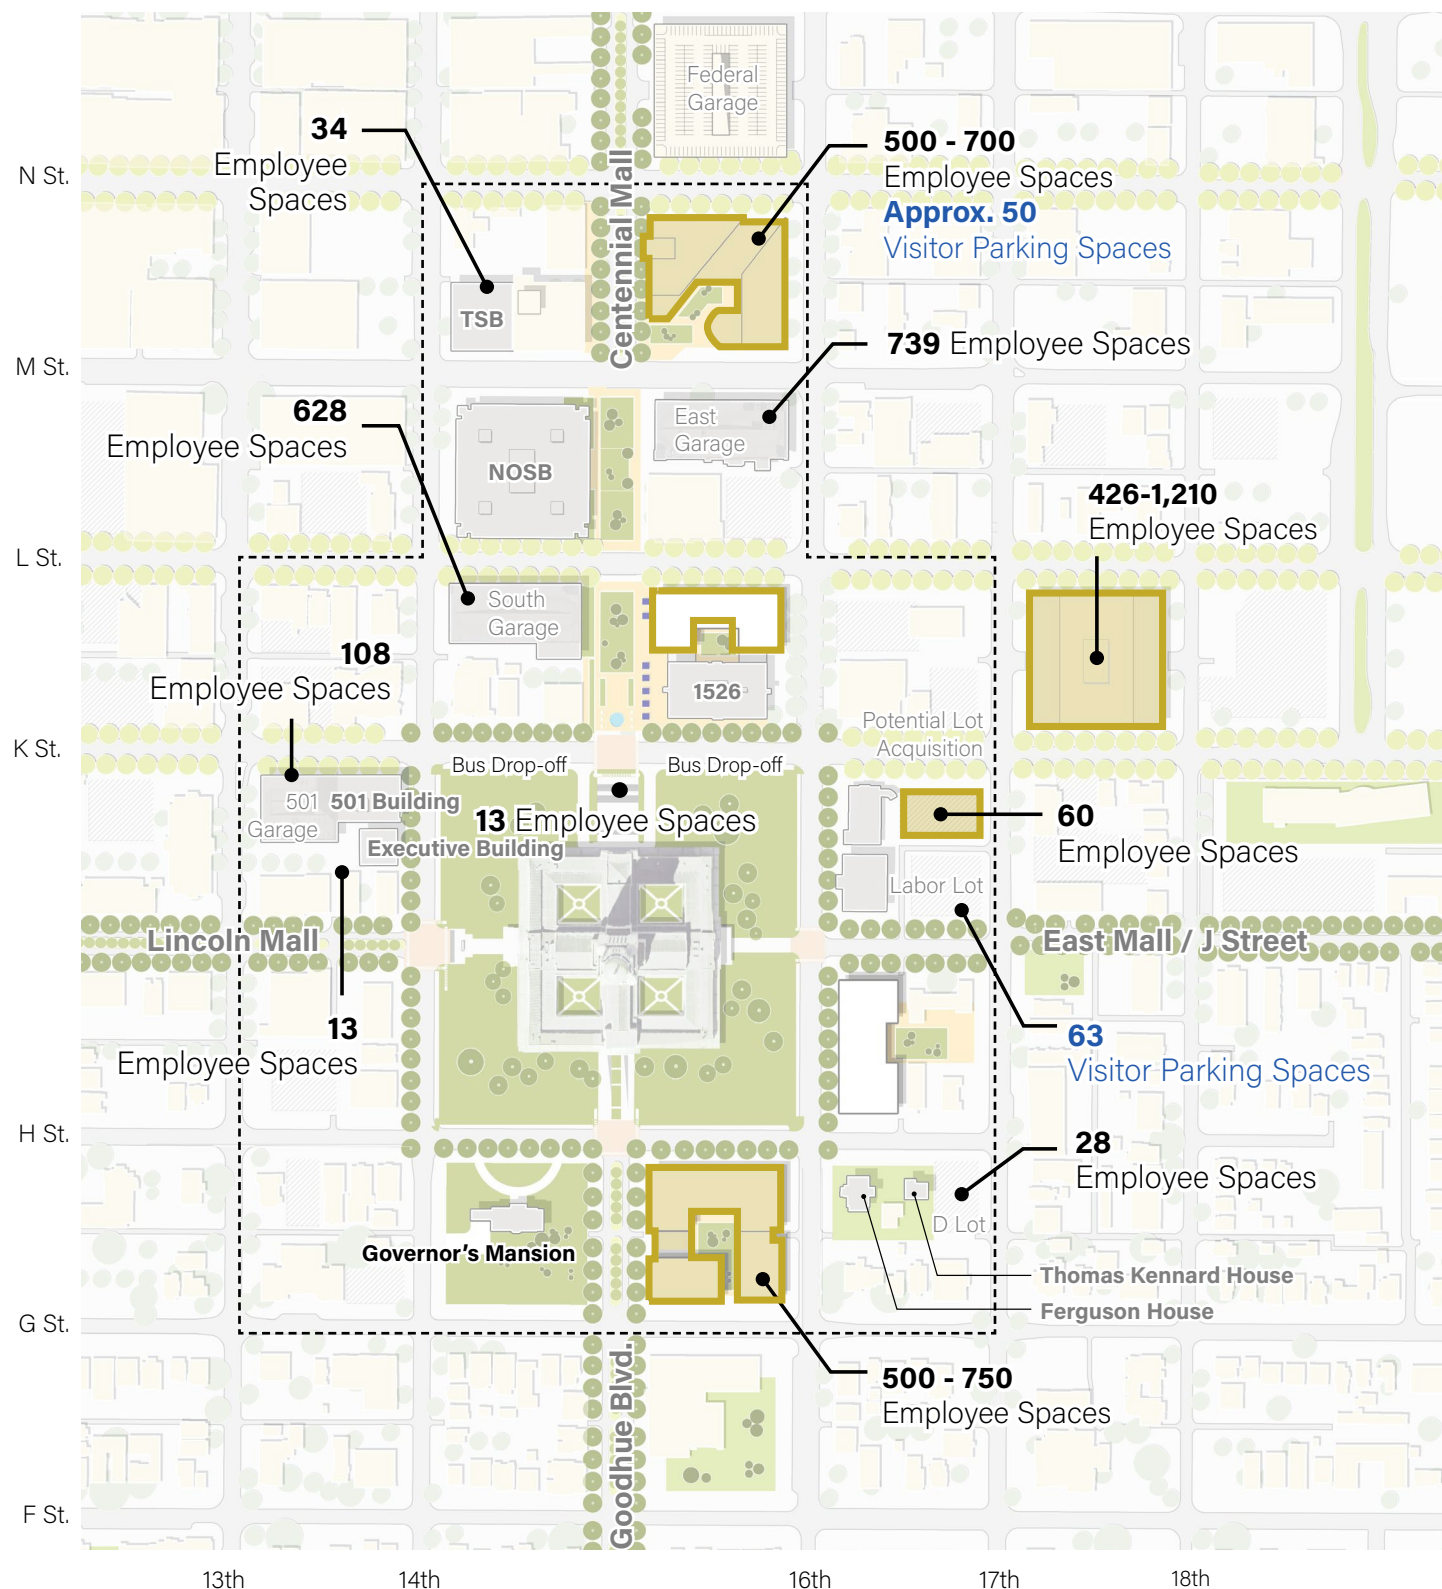 Federal
Garage
34
Employee
Spaces
500 - 700
Employee Spaces
Approx. 50
Visitor Parking Spaces
N St.
Centennial Mall
TSB
739 Employee Spaces
M St.
628
Employee Spaces
East
Garage
NOSB
426-1,210
Employee Spaces
L St.
South
Garage
108
Employee Spaces
1526
Potential Lot
Acquisition
K St.
Bus Drop-off
Bus Drop-off
501
Garage
501 Building
13 Employee Spaces
Executive Building
60
Employee Spaces
Labor Lot
Lincoln Mall
East Mall / J Street
13
Employee Spaces
63
Visitor Parking Spaces
H St.
28
Employee Spaces
D Lot
Governor's Mansion
Thomas Kennard House
Ferguson House
G St.
500 - 750
Employee Spaces
Goodhue Blvd.
F St.
13th
14th
16th
17th
18th